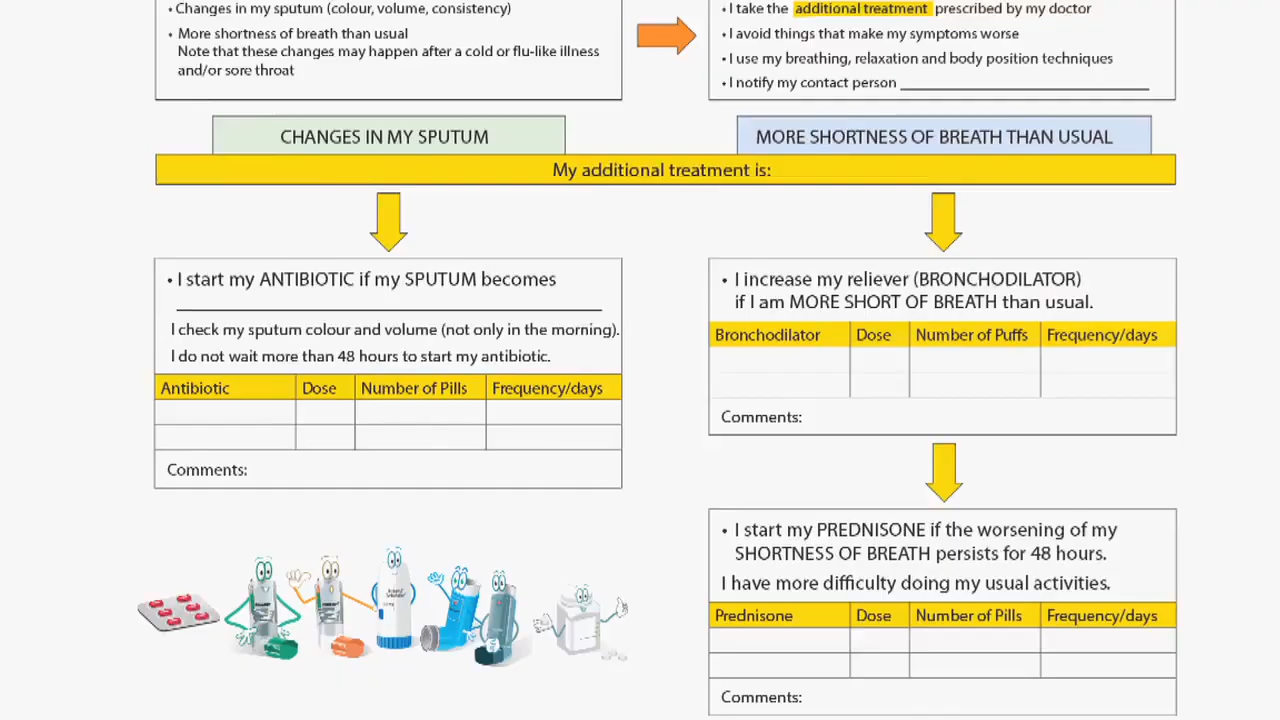 • Changes in my sputum (colour, volume, consistency)
• More shortness of breath than usual
Note that these changes may happen after a cold or flu-like illness
and/or sore throat
• I take the additional treatment prescribed by my doctor
• I avoid things that make my symptoms worse
• I use my breathing, relaxation and body position techniques
• I notify my contact person
CHANGES IN MY SPUTUM
MORE SHORTNESS OF BREATH THAN USUAL
My additional treatment is:
• I start my ANTIBIOTIC if my SPUTUM becomes
I check my sputum colour and volume (not only in the morning).
I do not wait more than 48 hours to start my antibiotic.
Antibiotic Dose Number of Pills Frequency/days
Comments:
• I increase my reliever (BRONCHODILATOR)
if I am MORE SHORT OF BREATH than usual.
Bronchodilator Dose Number of Puffs Frequency/days
Comments:
• I start my PREDNISONE if the worsening of my
SHORTNESS OF BREATH persists for 48 hours.
I have more difficulty doing my usual activities.
Prednisone Dose Number of Pills Frequency/days
Comments: